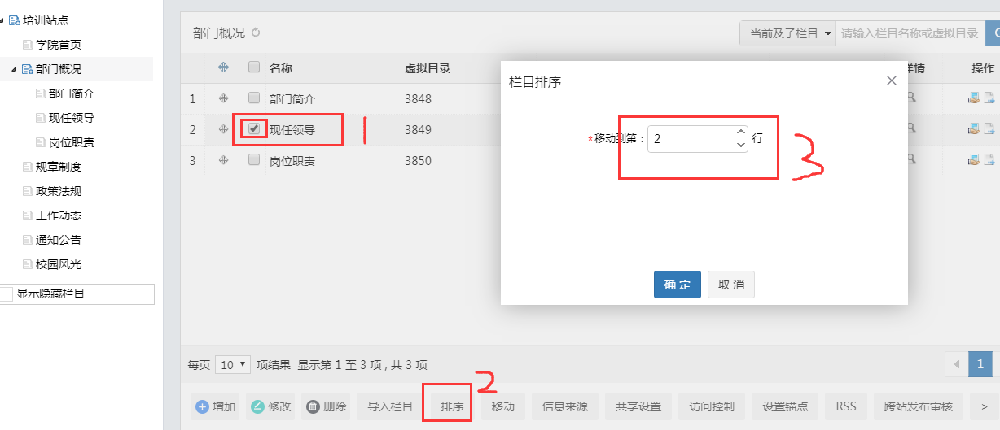 培训站点
学院首页
部门概况
部门简介
现任领导
岗位职责
规章制度
政策法规
工作动态
通知公告
校园风光
显示隐藏栏目
部门概况
当前及子栏目 请输入栏目名称或虚拟目录
名称 虚拟目录 详情 操作
1 部门简介 3848
2 现任领导 3849
3 岗位职责 3850
1
栏目排序
*移动到第: 2 行
3
确 定 取 消
每页 10 项结果 显示第 1 至 3 项 , 共 3 项
1
2
增加 修改 删除 导入栏目 排序 移动 信息来源 共享设置 访问控制 设置锚点 RSS 跨站发布审核 >